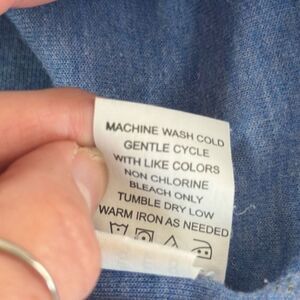 MACHINE WASH COLD
GENTLE CYCLE
WITH LIKE COLORS
NON CHLORINE
BLEACH ONLY
TUMBLE DRY LOW
WARM IRON AS NEEDED